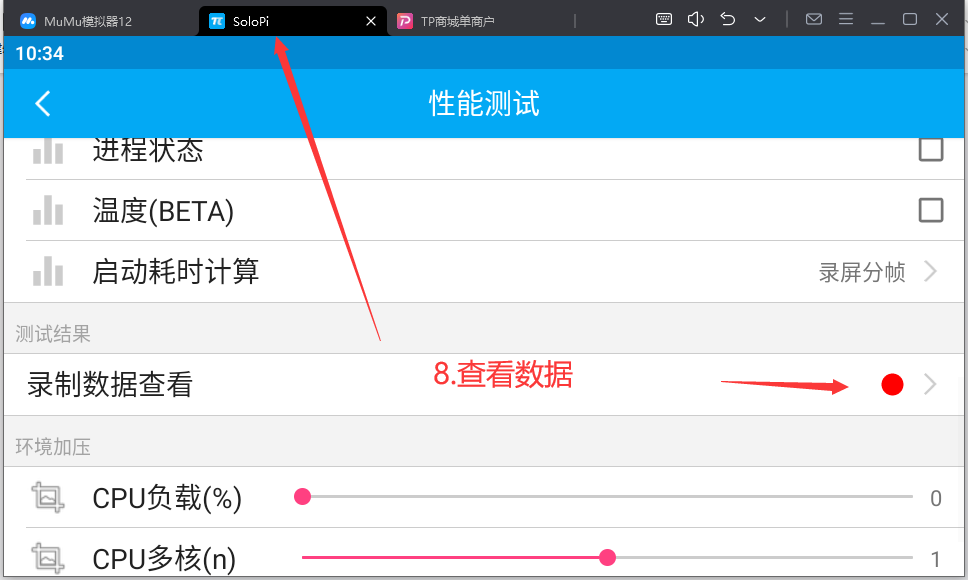 MuMu模拟器12
SoloPi
TP商城单商户
10:34
性能测试
进程状态
温度(BETA)
启动耗时计算
录屏分帧
测试结果
录制数据查看
8.查看数据
环境加压
CPU负载(%)
0
CPU多核(n)
1